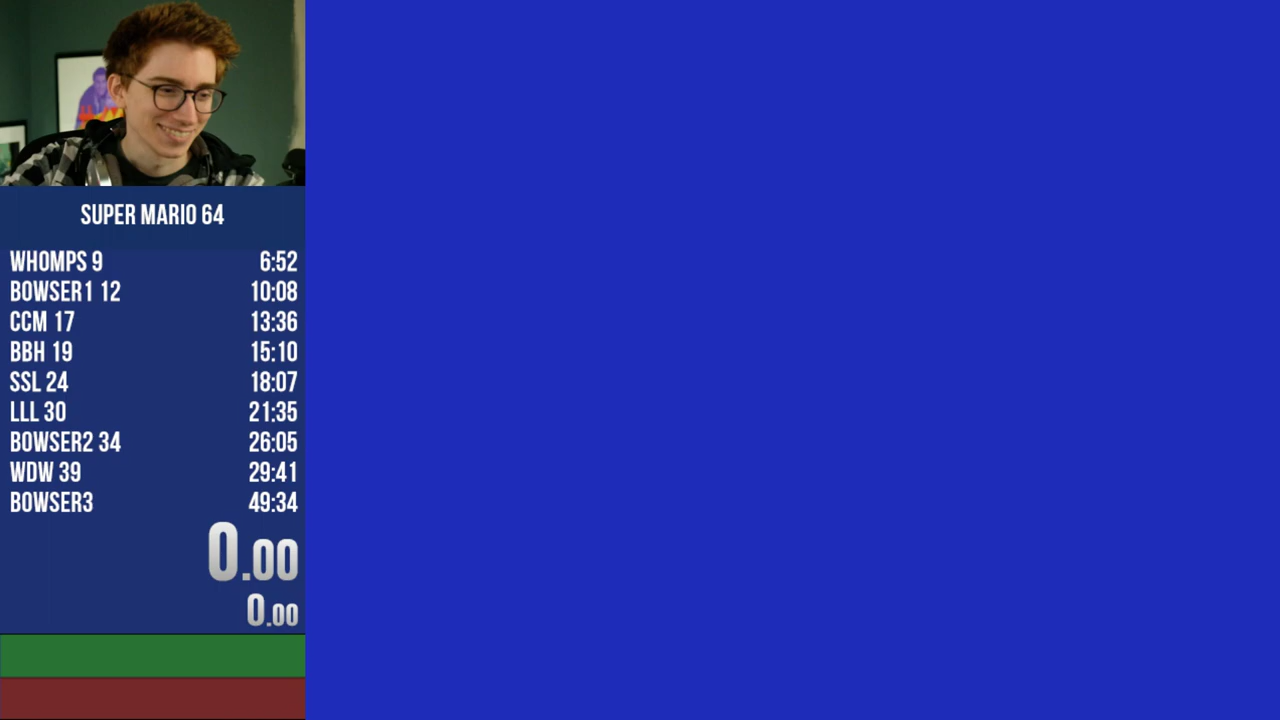 SUPER MARIO 64
WHOMPS 9 6:52
BOWSER1 12 10:08
CCM 17 13:36
BBH 19 15:10
SSL 24 18:07
LLL 30 21:35
BOWSER2 34 26:05
WDW 39 29:41
BOWSER3 49:34
0.00
0.00